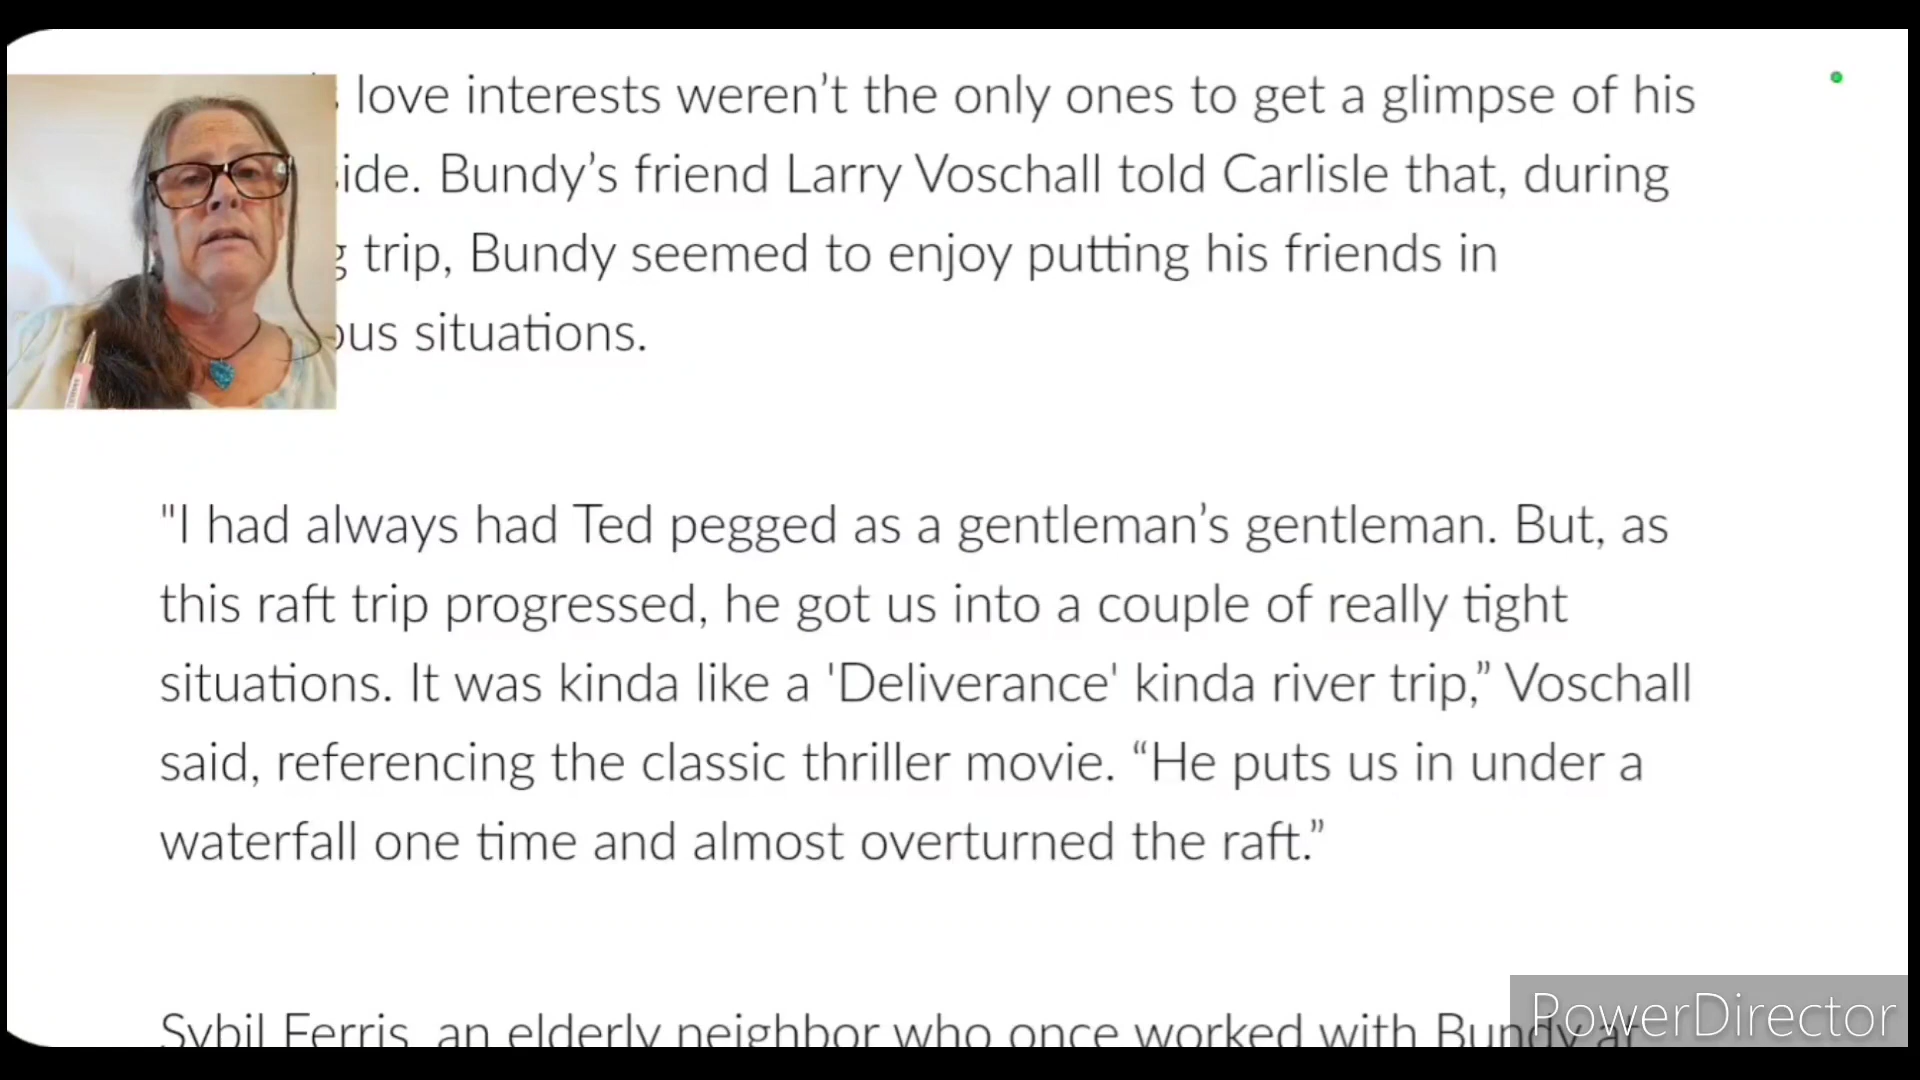 love interests weren’t the only ones to get a glimpse of his
Bundy’s friend Larry Voschall told Carlisle that, during
trip, Bundy seemed to enjoy putting his friends in
situations.
"I had always had Ted pegged as a gentleman’s gentleman. But, as
this raft trip progressed, he got us into a couple of really tight
situations. It was kinda like a 'Deliverance' kinda river trip,” Voschall
said, referencing the classic thriller movie. “He puts us in under a
waterfall one time and almost overturned the raft.”
Sybil Ferris, an elderly neighbor who once worked with Bundy at
PowerDirector